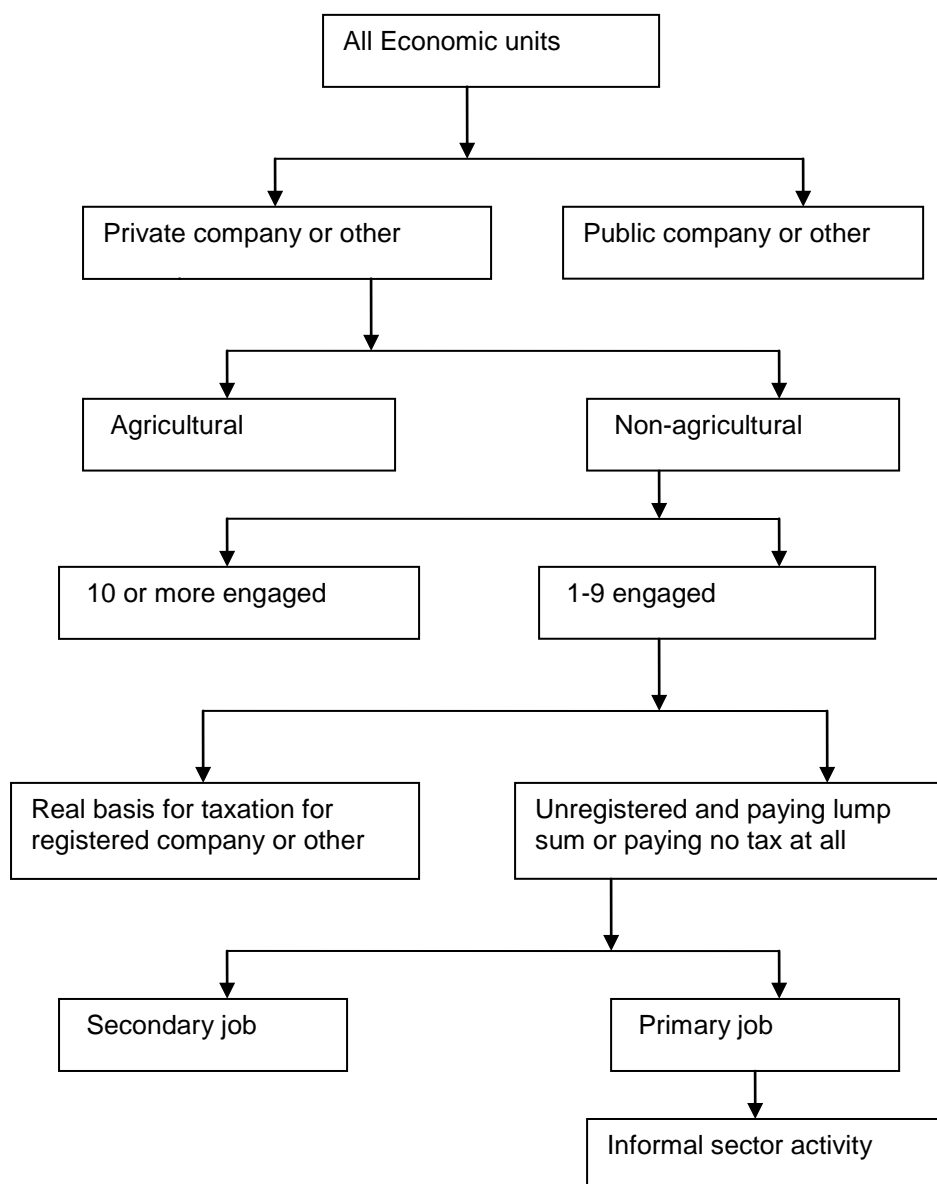 All Economic units
Private company or other
Public company or other
Agricultural
Non-agricultural
10 or more engaged
1-9 engaged
Real basis for taxation for
registered company or other
Unregistered and paying lump
sum or paying no tax at all
Secondary job
Primary job
Informal sector activity